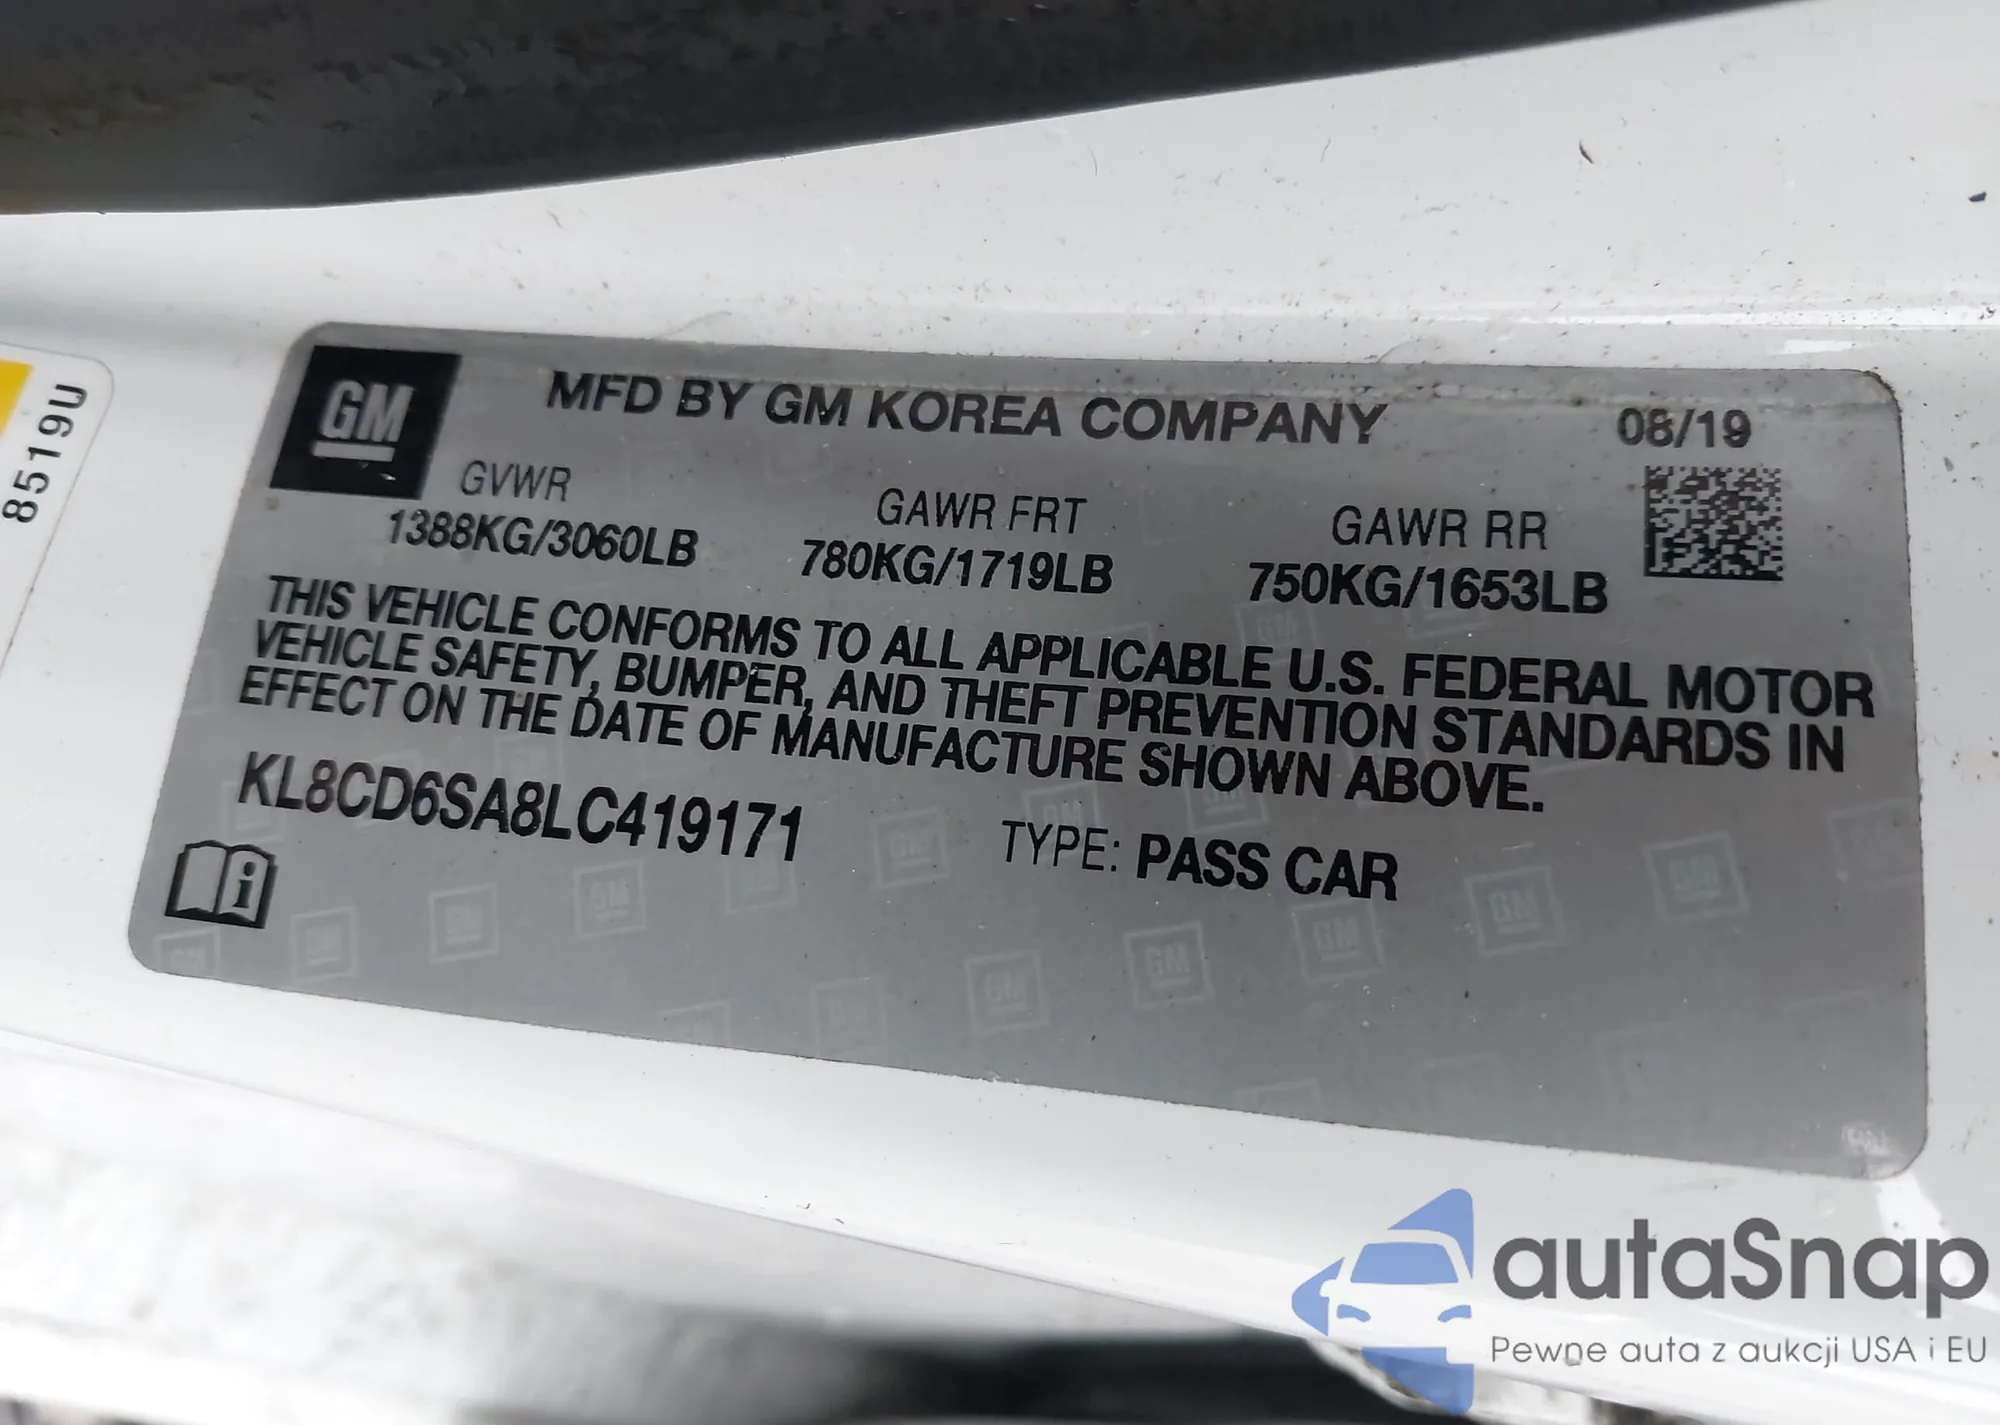 GM
MFD BY GM KOREA COMPANY
08/19
GVWR
1388KG/3060LB
GAWR FRT
780KG/1719LB
GAWR RR
750KG/1653LB
THIS VEHICLE CONFORMS TO ALL APPLICABLE U.S. FEDERAL MOTOR
VEHICLE SAFETY, BUMPER, AND THEFT PREVENTION STANDARDS IN
EFFECT ON THE DATE OF MANUFACTURE SHOWN ABOVE.
KL8CD6SA8LC419171
TYPE: PASS CAR
8519U
autaSnap
Pewne auta z aukcji USA i EU